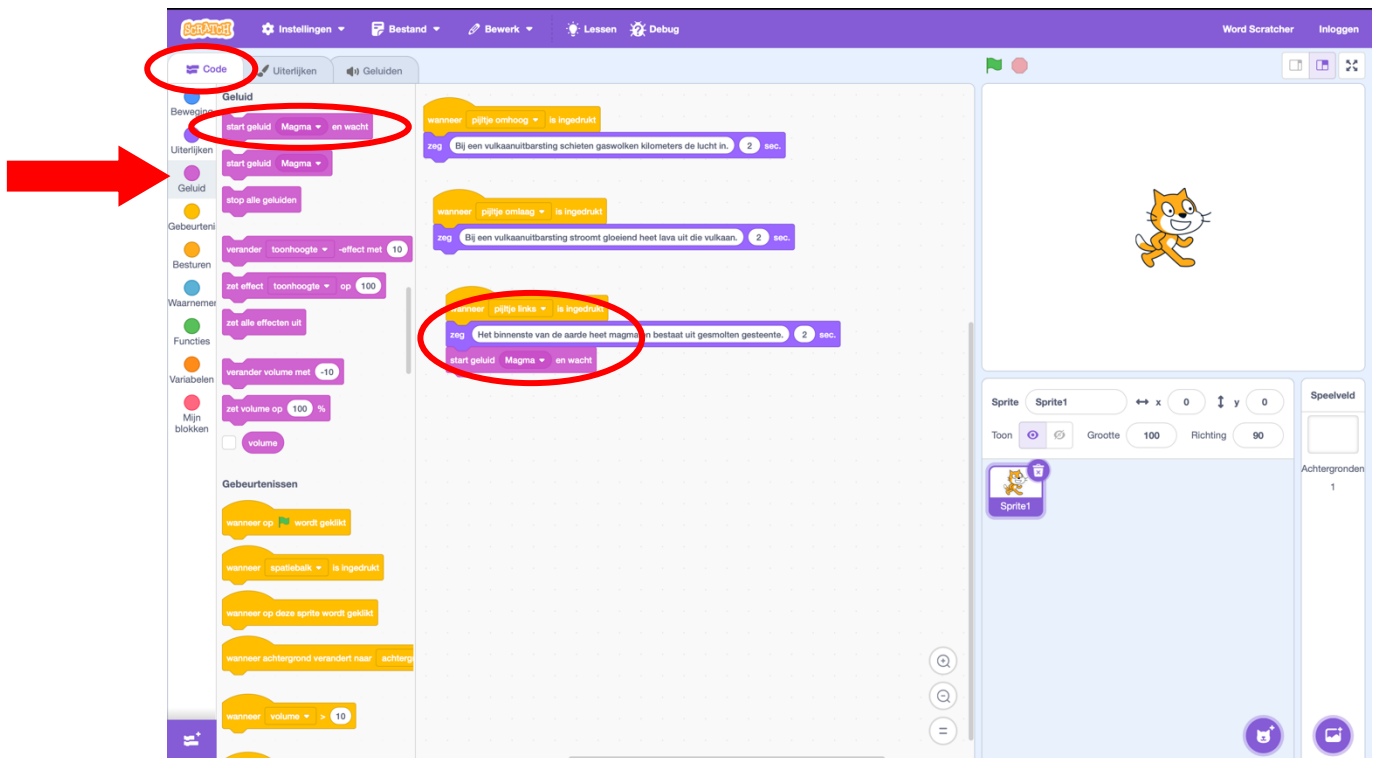 SCRATCH Instellingen Bestand Bewerk Lessen Debug Word Scratcher Inloggen
Code Uiterlijken Geluiden
Beweging
Uiterlijken
Geluid
Gebeurteni
Besturen
Waarnemen
Functies
Variabelen
Mijn
blokken
Geluid
start geluid Magma en wacht
start geluid Magma
stop alle geluiden
verander toonhoogte -effect met 10
zet effect toonhoogte op 100
zet alle effecten uit
verander volume met -10
zet volume op 100 %
volume
Gebeurtenissen
wanneer op wordt geklikt
wanneer spatiebalk is ingedrukt
wanneer op deze sprite wordt geklikt
wanneer achtergrond verandert naar achterg
wanneer volume > 10
wanneer pijltje omhoog is ingedrukt
zeg Bij een vulkaanuitbarsting schieten gaswolken kilometers de lucht in. 2 sec.
wanneer pijltje omlaag is ingedrukt
zeg Bij een vulkaanuitbarsting stroomt gloeiend heet lava uit die vulkaan. 2 sec.
wanneer pijltje links is ingedrukt
zeg Het binnenste van de aarde heet magma en bestaat uit gesmolten gesteente. 2 sec.
start geluid Magma en wacht
Sprite Sprite1 x 0 y 0
Toon Grootte 100 Richting 90
Sprite1
Speelveld
Achtergronden
1